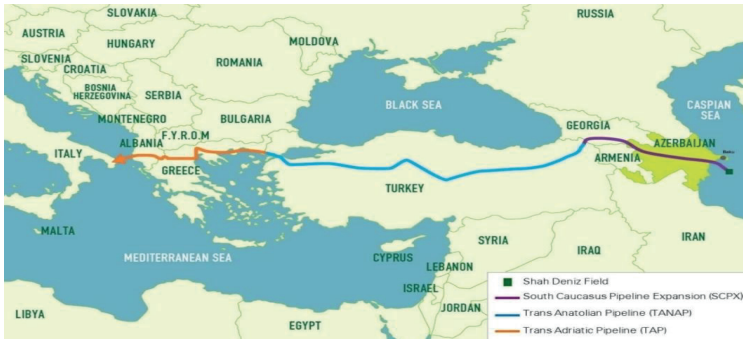 SLOVAKIA
RUSSIA
AUSTRIA
HUNGARY
MOLDOVA
SLOVENIA
CROATIA
ROMANIA
BOSNIA
HERZEGOVINA
SERBIA
BLACK SEA
CASPIAN
SEA
MONTENEGRO
BULGARIA
GEORGIA
F.Y.R.O.M
ALBANIA
AZERBAIJAN
ITALY
ARMENIA
GREECE
TURKEY
MALTA
SYRIA
IRAN
MEDITERRANEAN SEA
CYPRUS
IRAQ
LEBANON
ISRAEL
JORDAN
LIBYA
EGYPT
Shah Deniz Field
South Caucasus Pipeline Expansion (SCPX)
Trans Anatolian Pipeline (TANAP)
Trans Adriatic Pipeline (TAP)